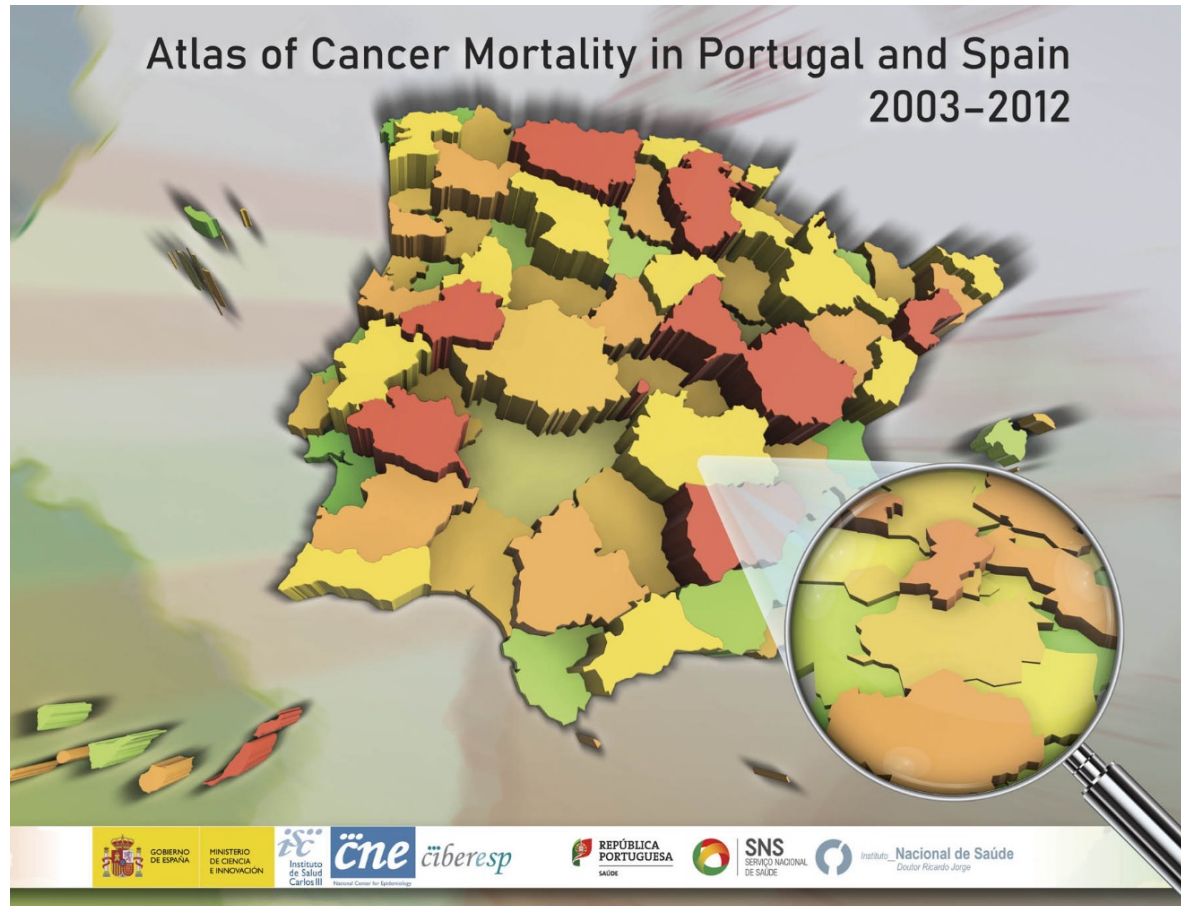 Atlas of Cancer Mortality in Portugal and Spain
2003–2012
GOBIERNO
DE ESPAÑA
MINISTERIO
DE CIENCIA
E INNOVACIÓN
isc
Instituto
de Salud
Carlos III
cne
National Center for Epidemiology
ciberesp
REPÚBLICA
PORTUGUESA
SAÚDE
SNS
SERVIÇO NACIONAL
DE SAÚDE
Instituto_Nacional de Saúde
Doutor Ricardo Jorge